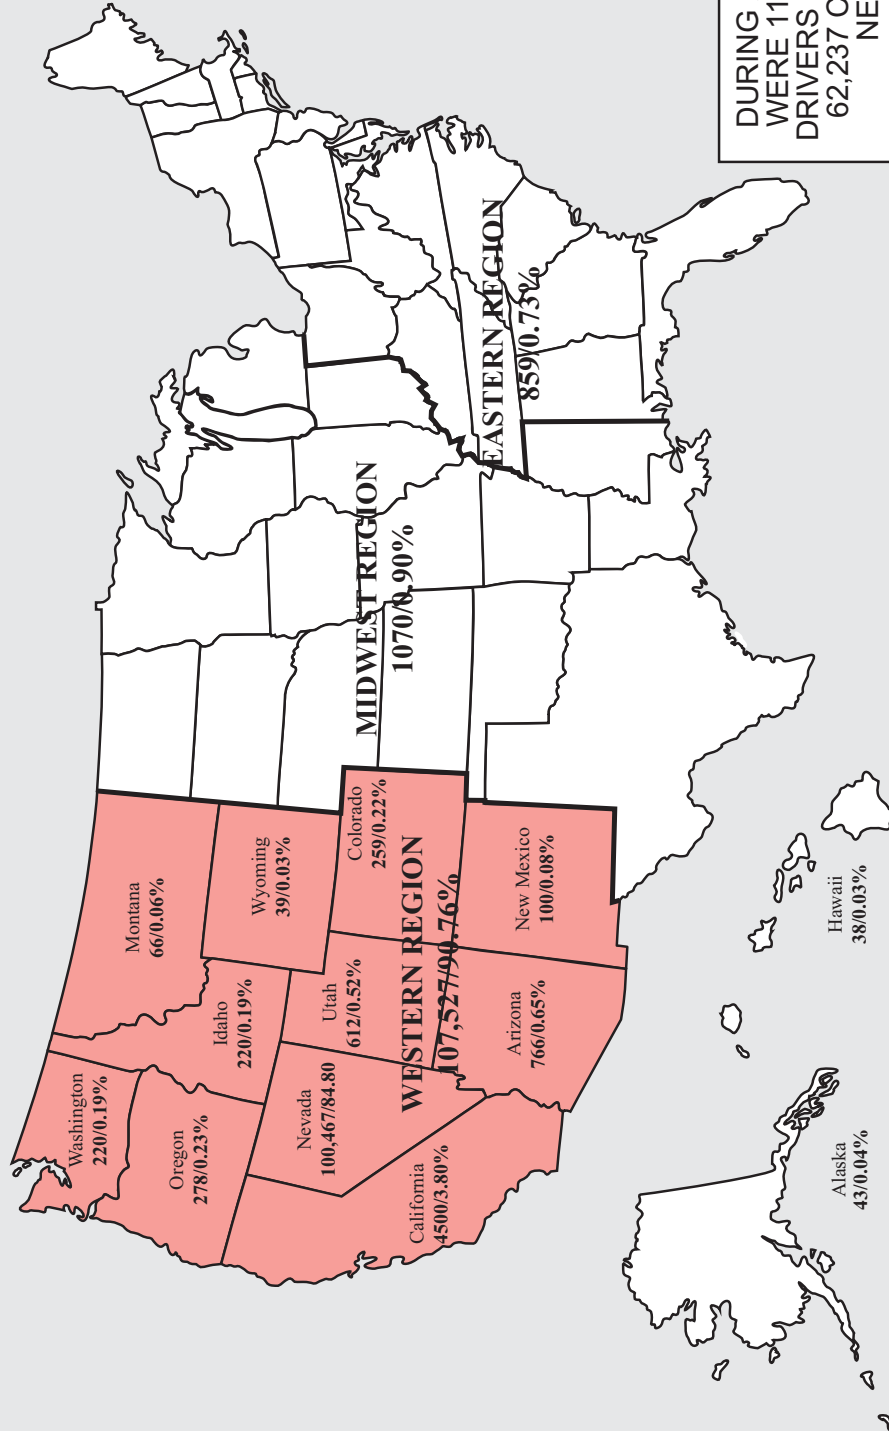 Washington
220/0.19%
Oregon
278/0.23%
California
4500/3.80%
Nevada
100,467/84.80
Idaho
220/0.19%
Montana
66/0.06%
Wyoming
39/0.03%
Utah
612/0.52%
Colorado
259/0.22%
Arizona
766/0.65%
New Mexico
100/0.08%
WESTERN REGION
107,527/90.76%
MIDWEST REGION
1070/0.90%
EASTERN REGION
859/0.73%
Alaska
43/0.04%
Hawaii
38/0.03%
DURING
WERE 11
DRIVERS
62,237 O
NE